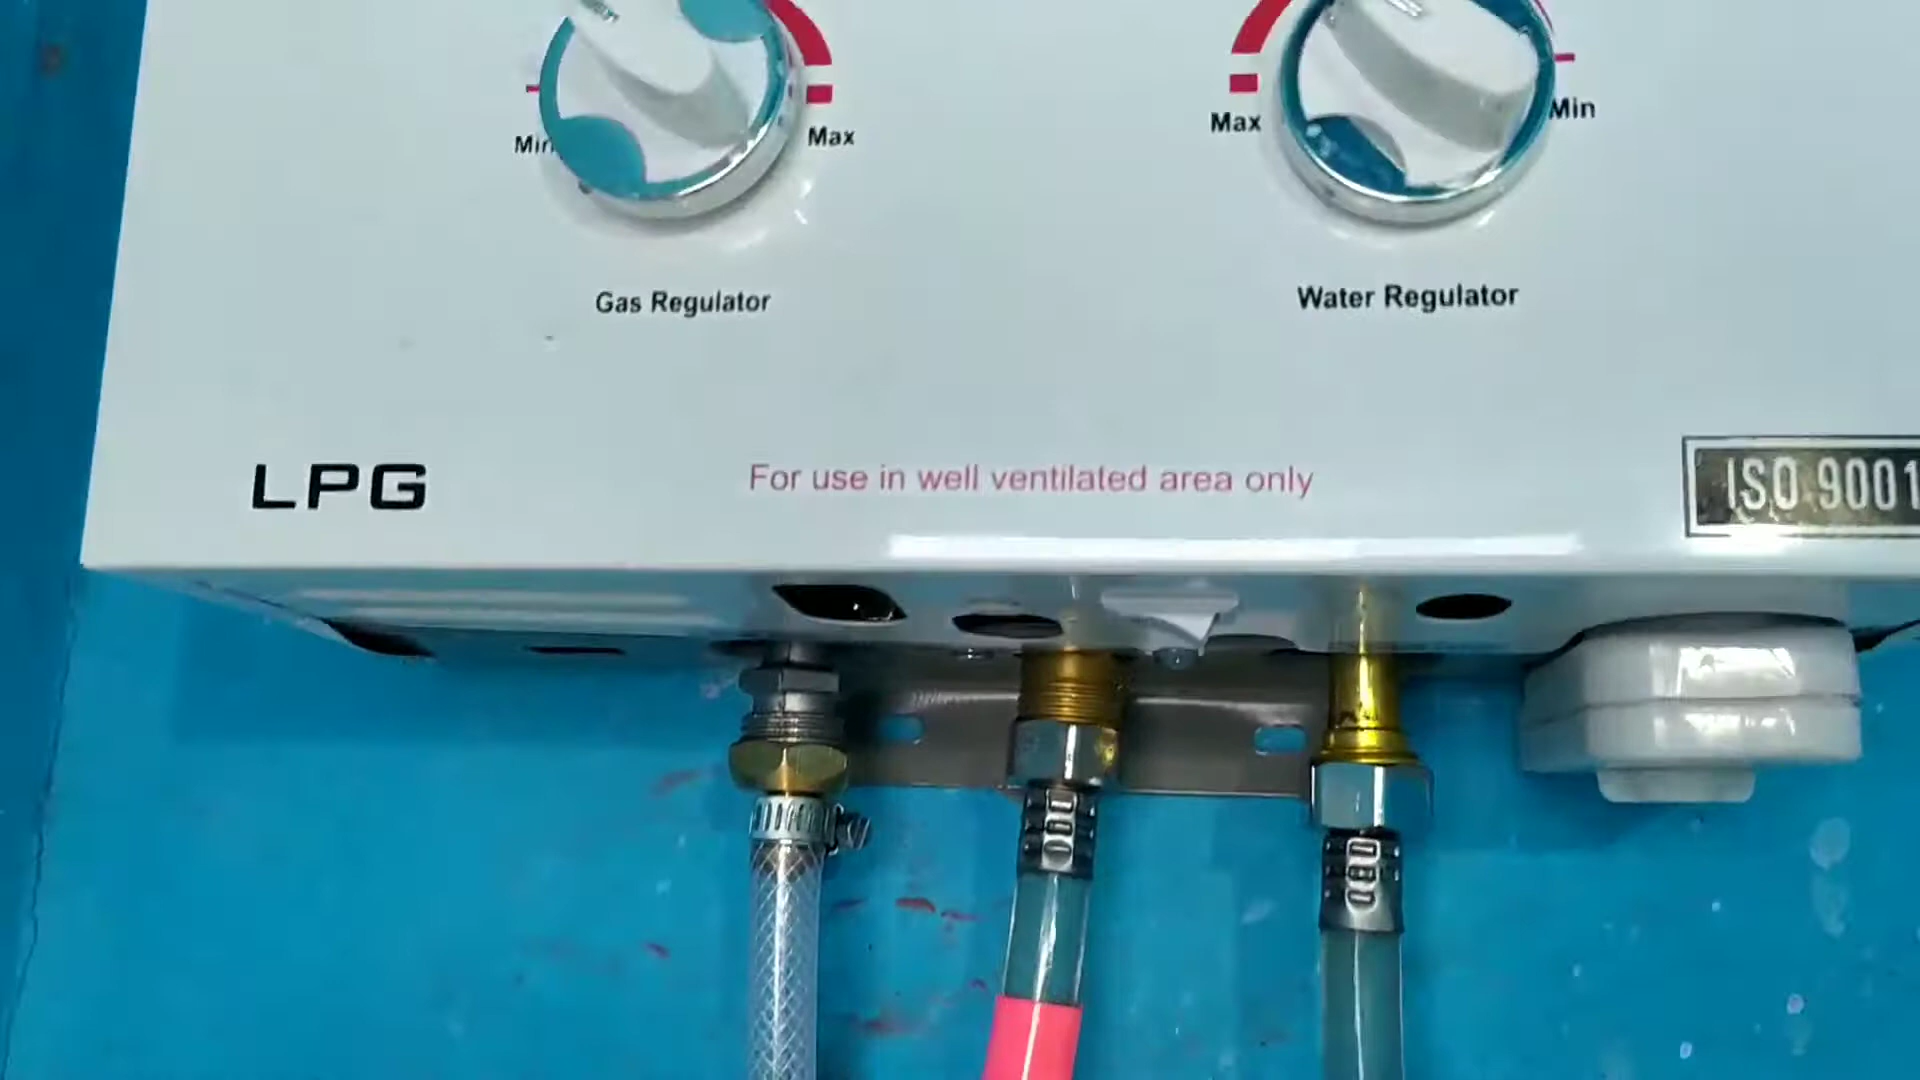 Min
Max
Max
Min
Gas Regulator
Water Regulator
LPG
For use in well ventilated area only
ISO 9001